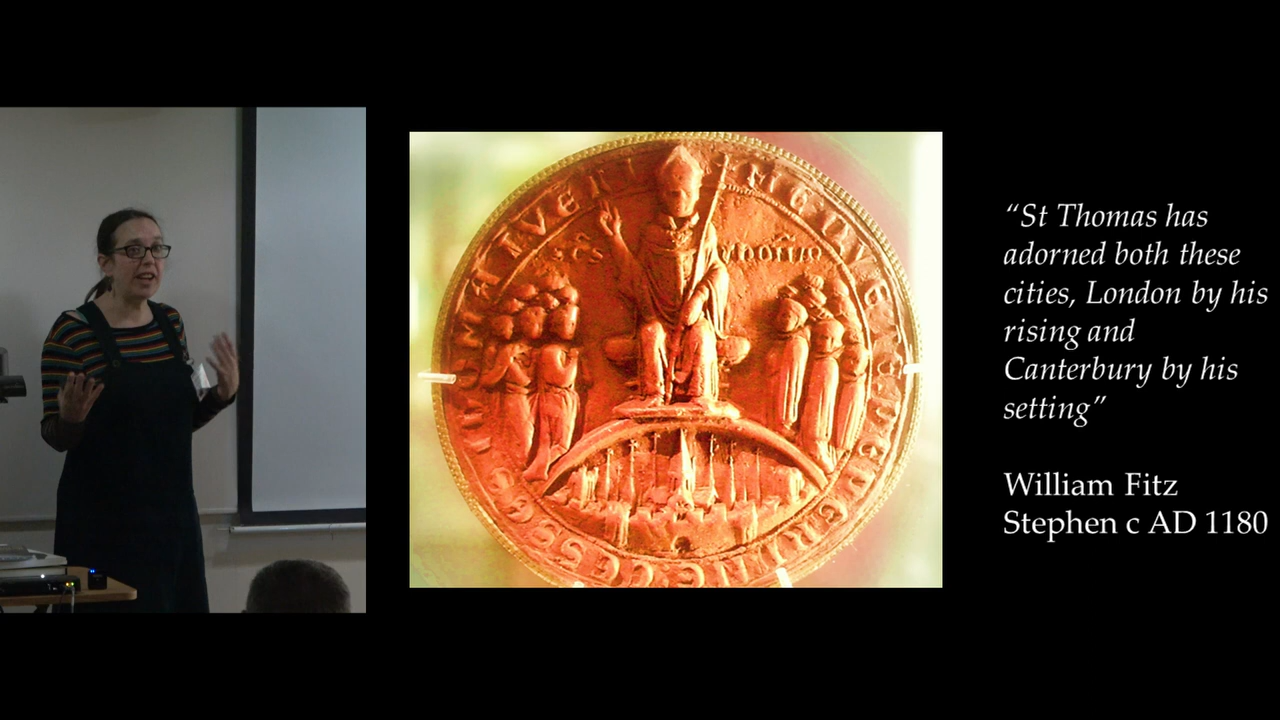 “St Thomas has
adorned both these
cities, London by his
rising and
Canterbury by his
setting”
William Fitz
Stephen c AD 1180